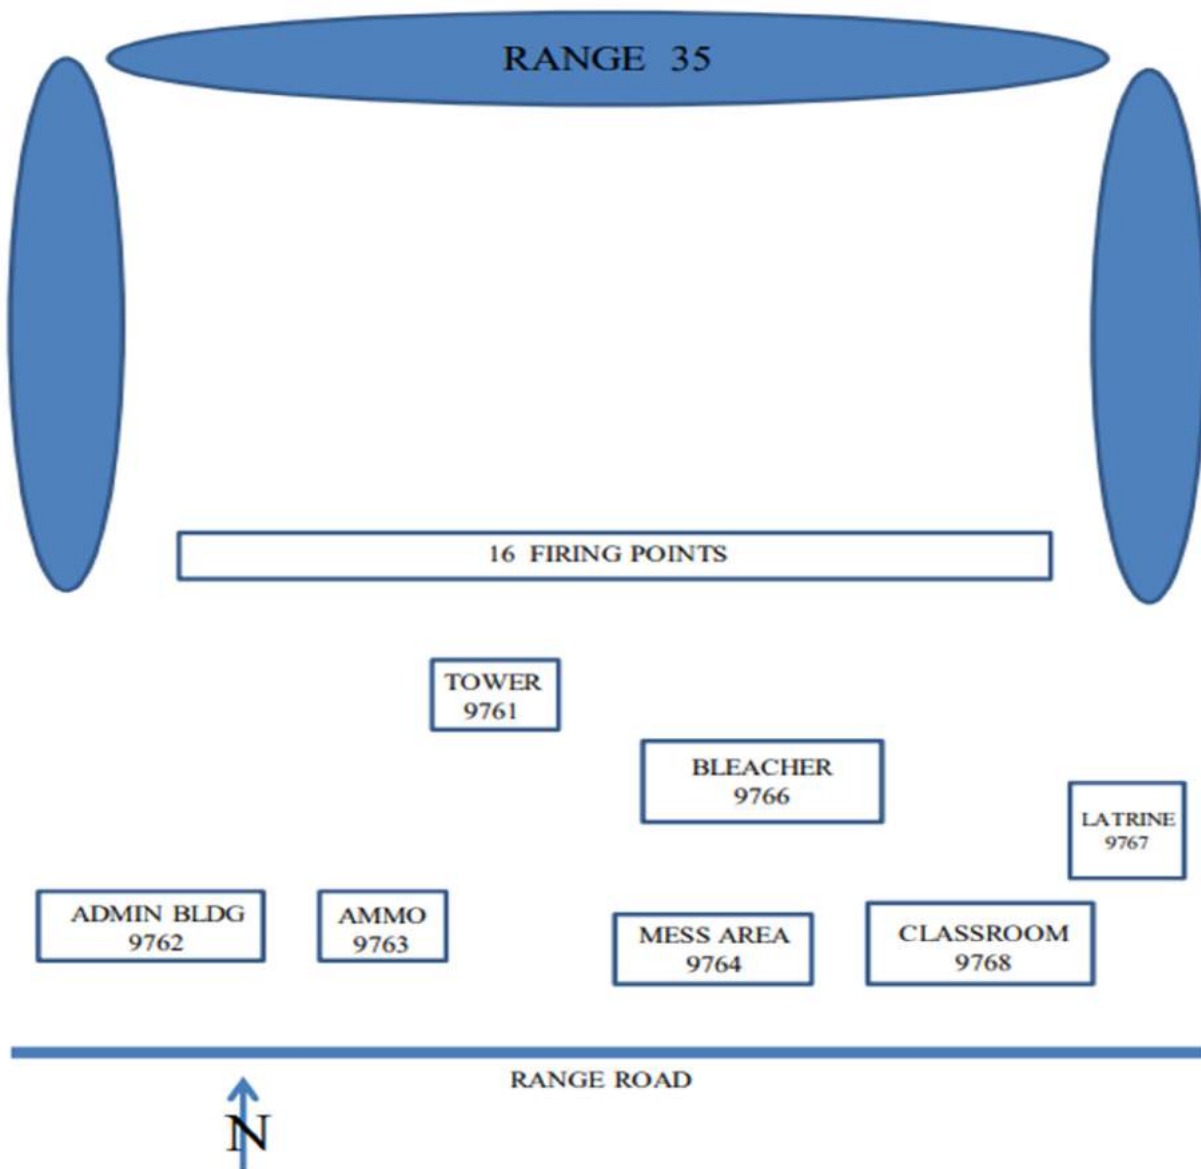 RANGE 35
16 FIRING POINTS
TOWER
9761
BLEACHER
9766
LATRINE
9767
ADMIN BLDG
9762
AMMO
9763
MESS AREA
9764
CLASSROOM
9768
RANGE ROAD
N